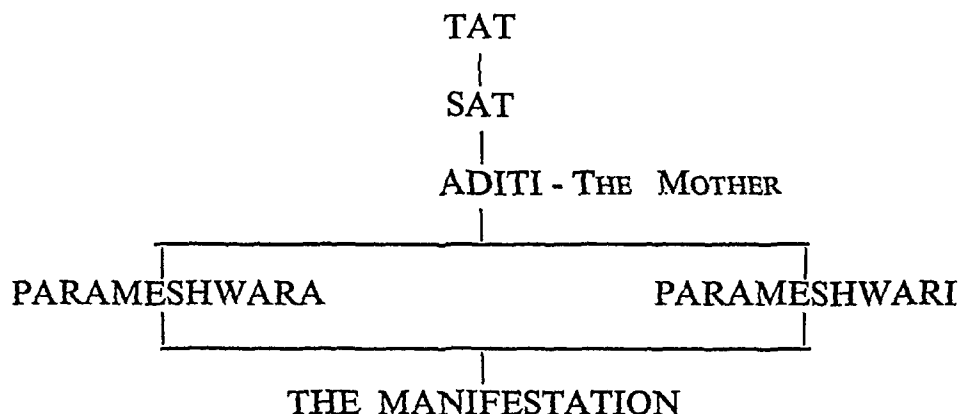 TAT
SAT
ADITI - THE MOTHER
PARAMESHWARA PARAMESHWARI
THE MANIFESTATION